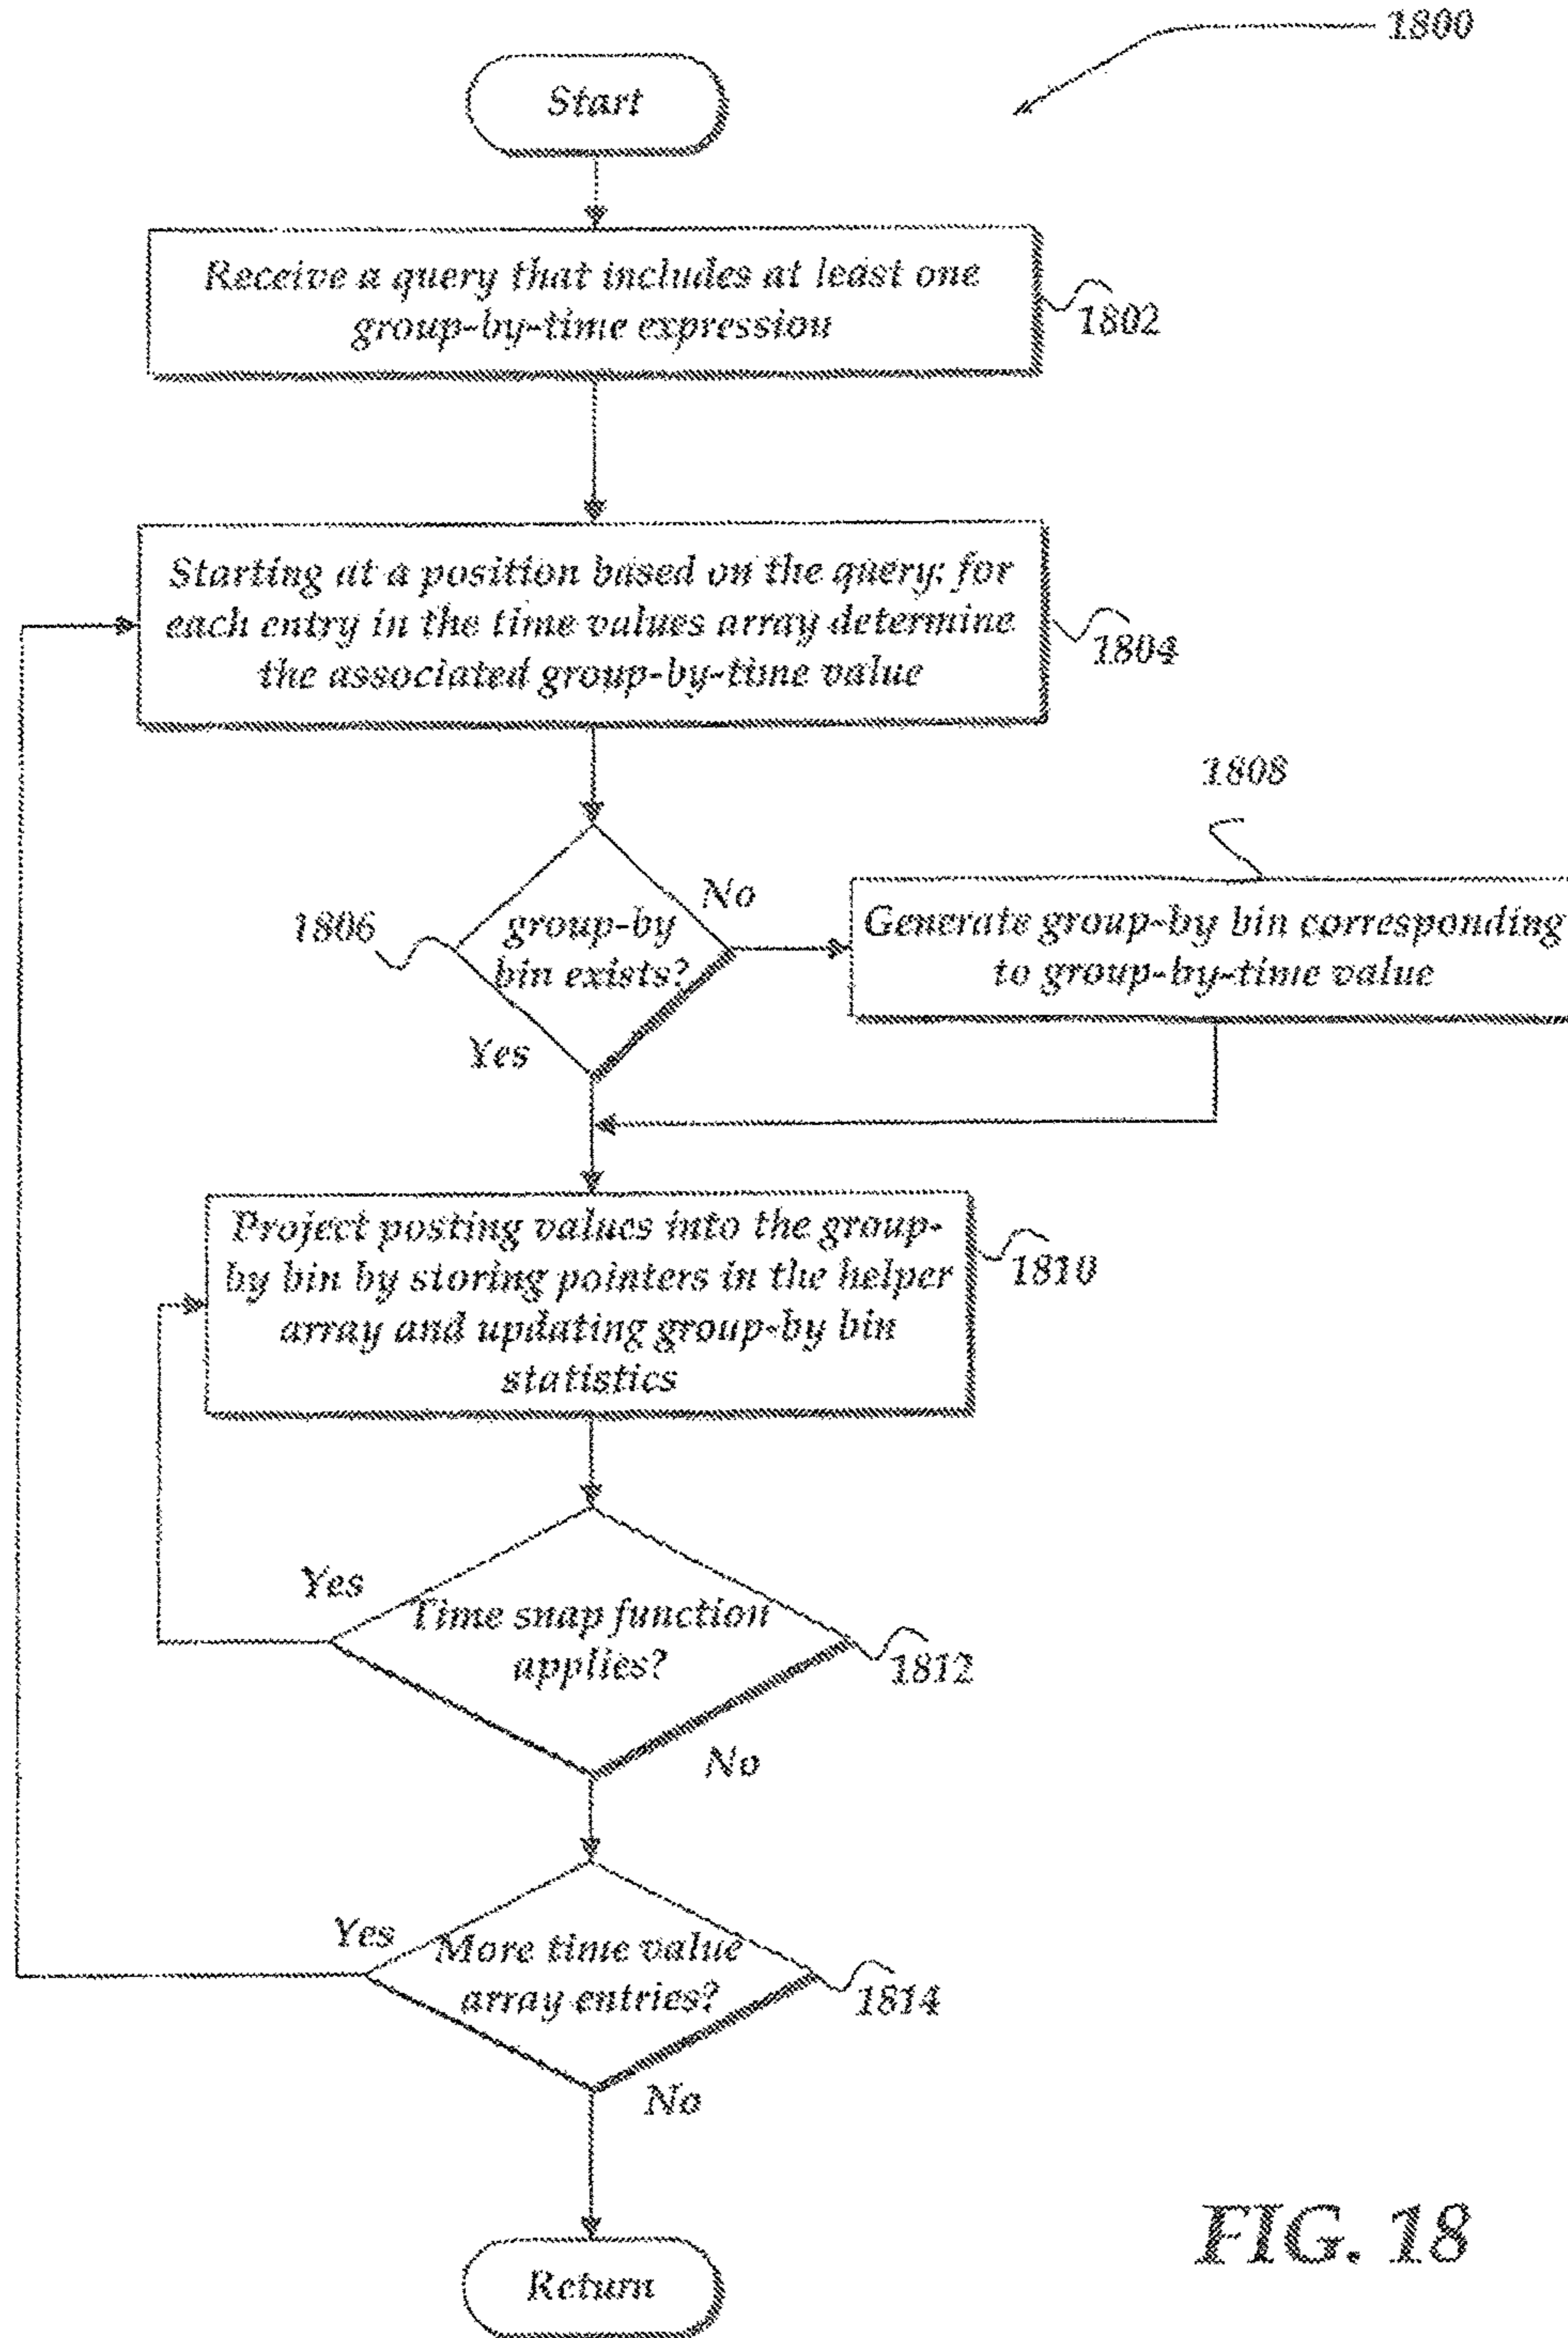 1800
Start
Receive a query that includes at least one
group-by-time expression
1802
Starting at a position based on the query: for
each entry in the time values array determine
the associated group-by-time value
1804
1808
No
1806
group-by
bin exists?
Generate group-by bin corresponding
to group-by-time value
Yes
Project posting values into the group-
by bin by storing pointers in the helper
array and updating group-by bin
statistics
1810
Yes
Time snap function
applies?
1812
No
Yes
More time value
array entries?
1814
No
Return
FIG. 18